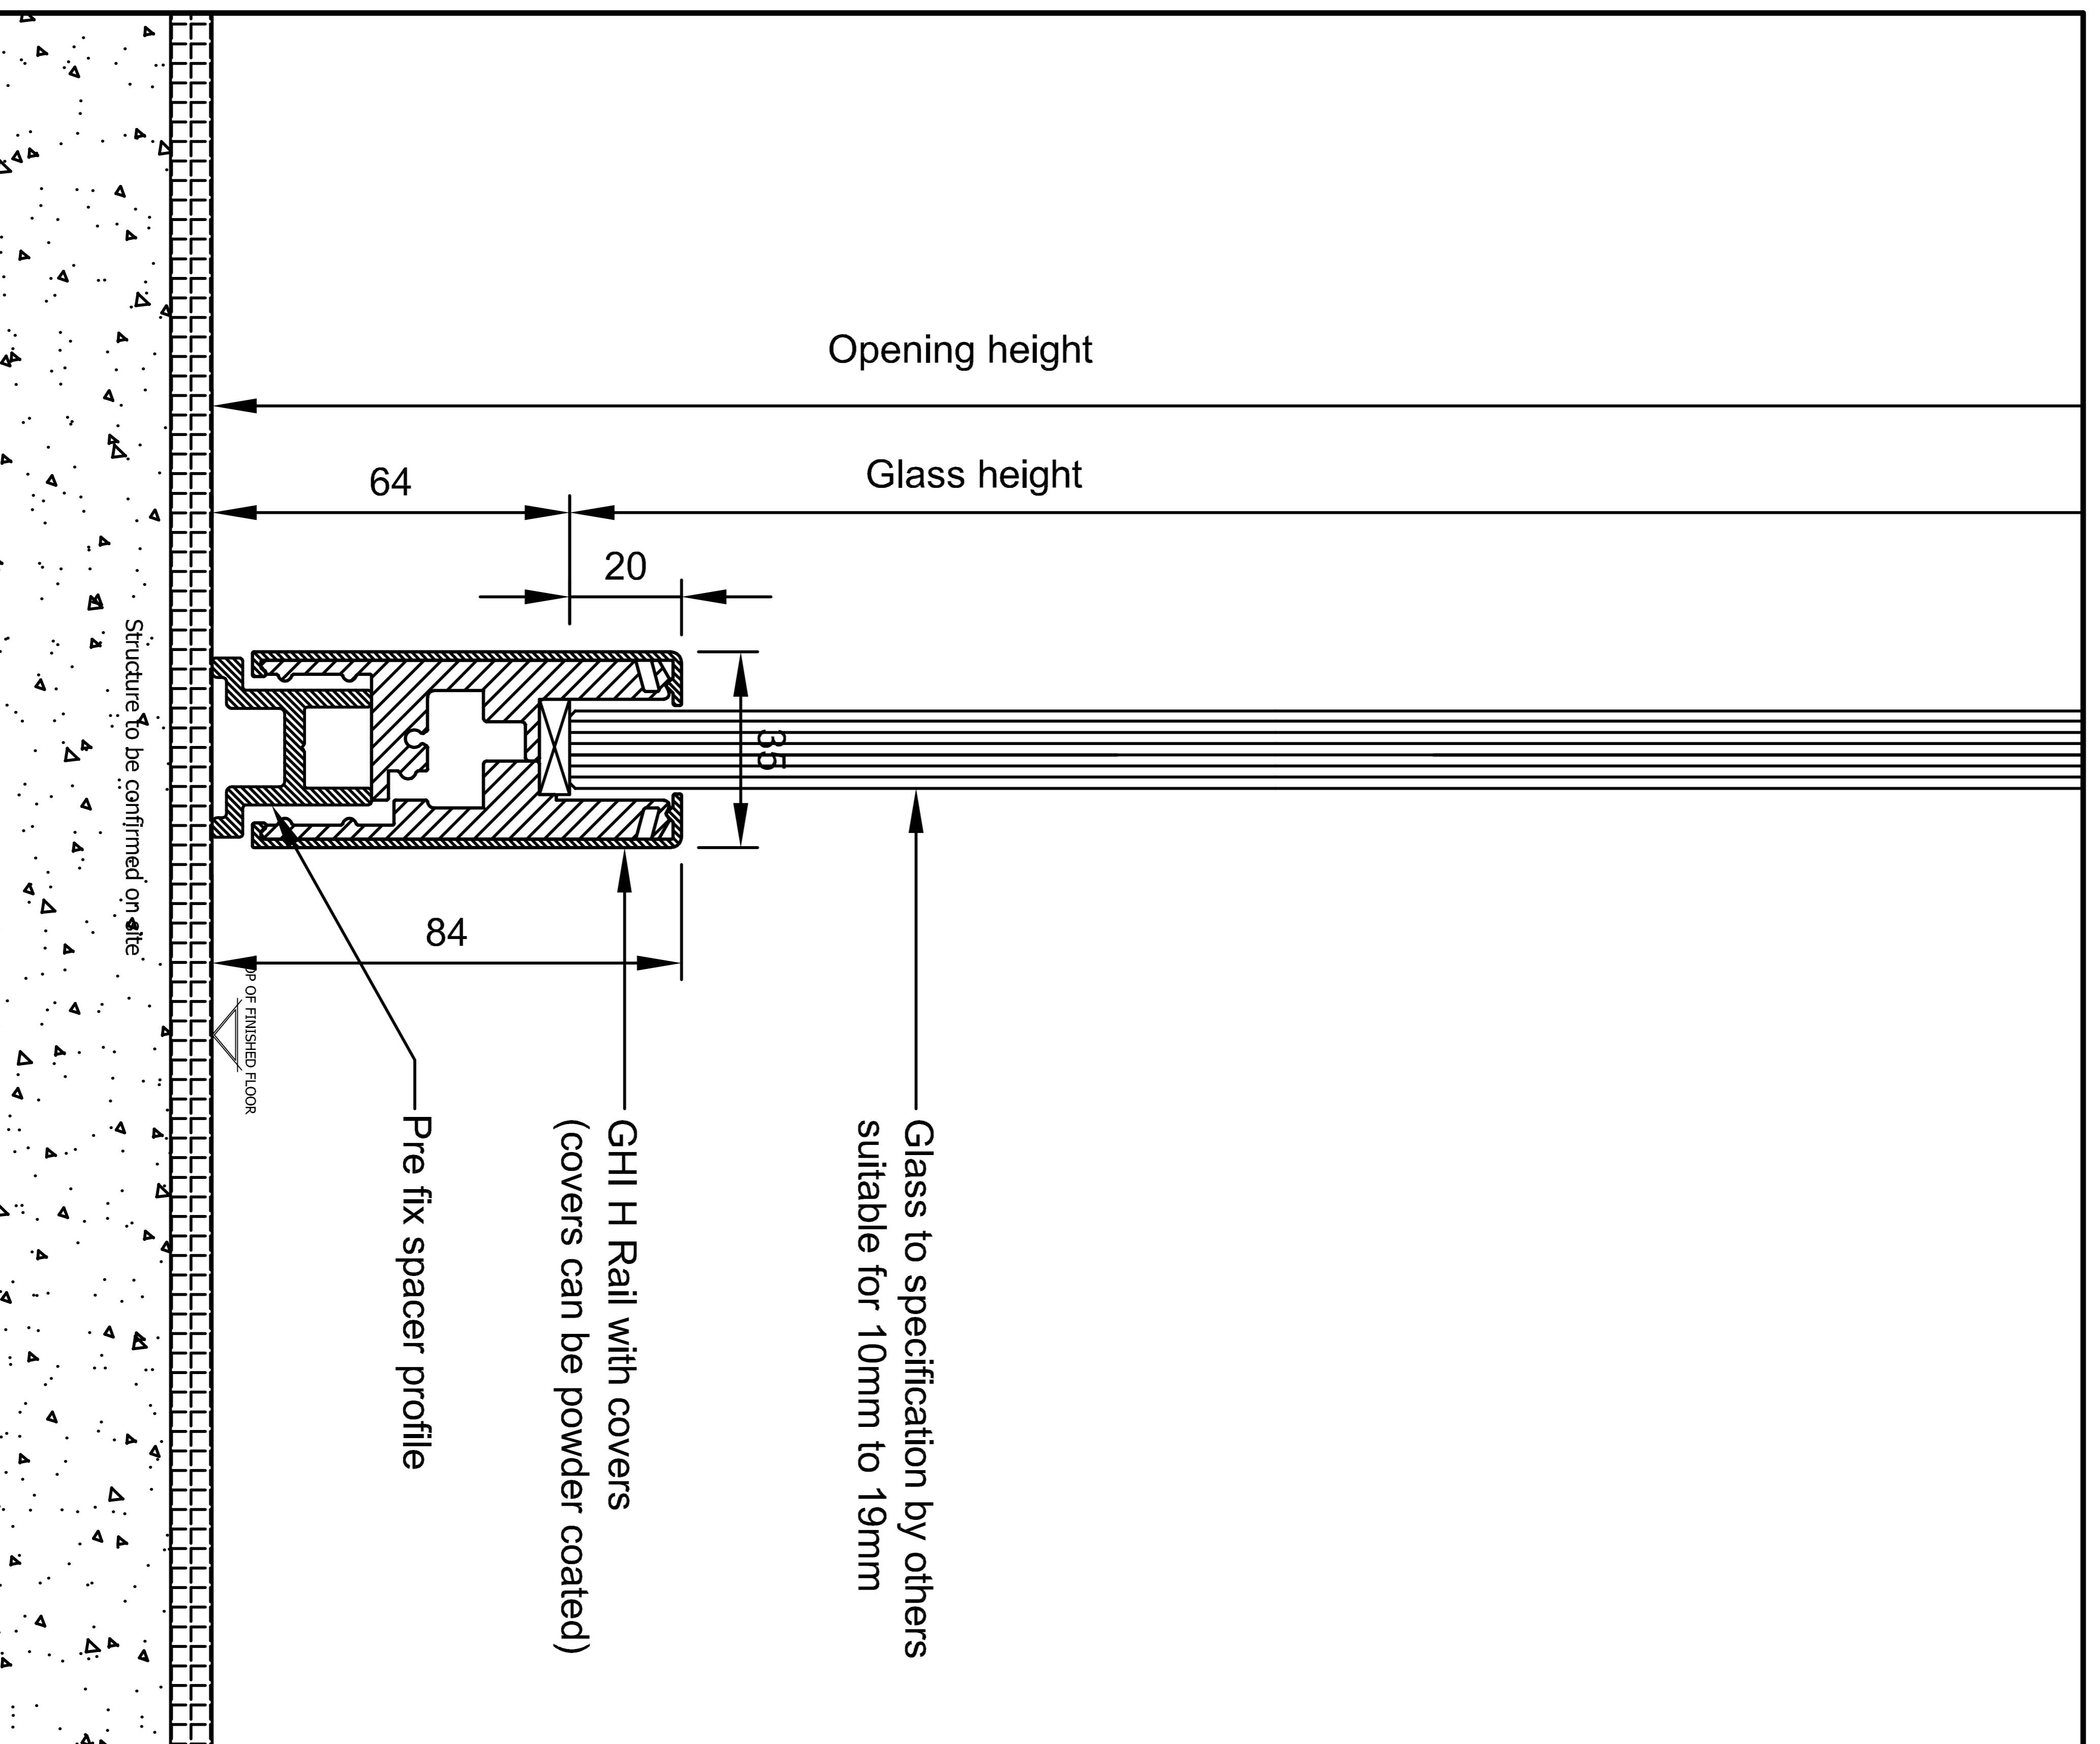 Opening height
Glass height
64
20
35
84
Structure to be confirmed on site
OP OF FINISHED FLOOR
Glass to specification by others
suitable for 10mm to 19mm
GHI H Rail with covers
(covers can be powder coated)
Pre fix spacer profile